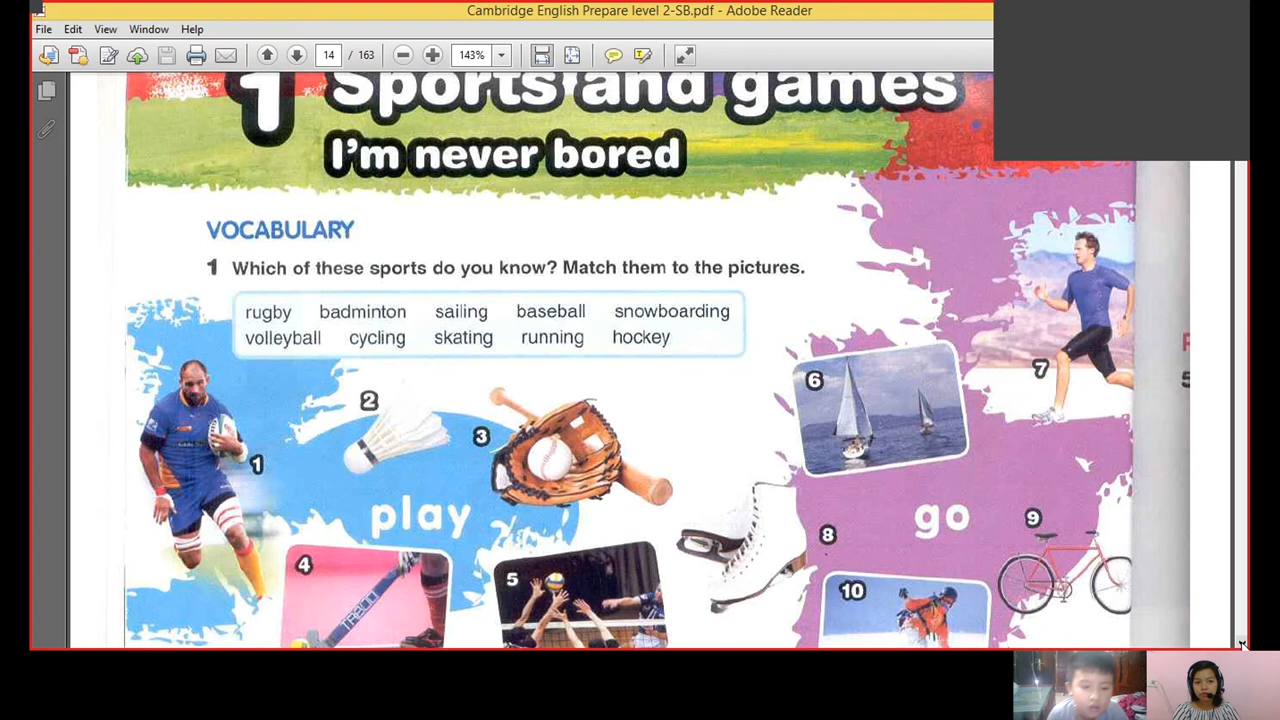 Cambridge English Prepare level 2-SB.pdf - Adobe Reader
File Edit View Window Help
14 / 163 143%
1 Sports and games
I'm never bored
VOCABULARY
1 Which of these sports do you know? Match them to the pictures.
rugby badminton sailing baseball snowboarding
volleyball cycling skating running hockey
1
2
3
play
4
5
6
7
go
8
9
10
5